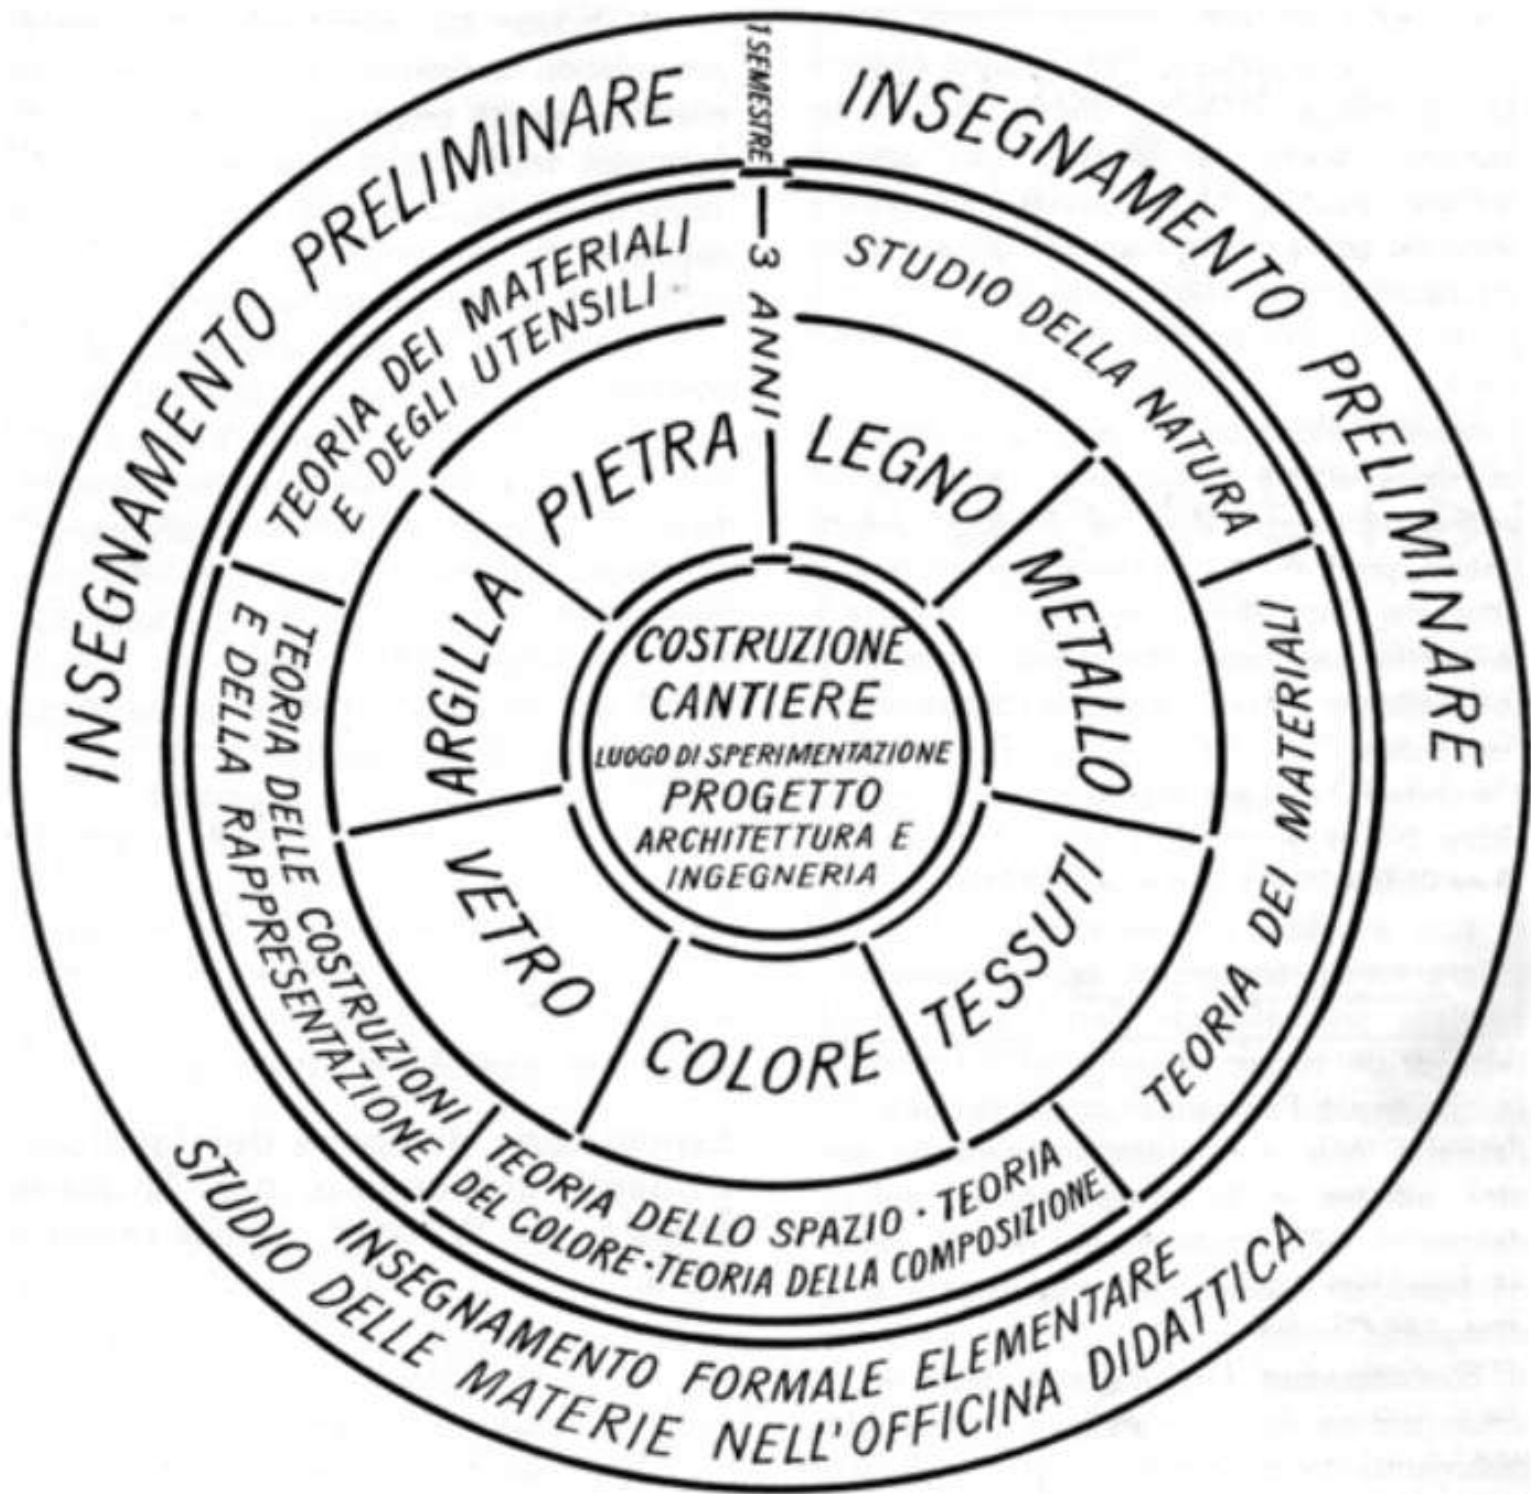 1 SEMESTRE
INSEGNAMENTO PRELIMINARE
INSEGNAMENTO PRELIMINARE
INSEGNAMENTO FORMALE ELEMENTARE
STUDIO DELLE MATERIE NELL'OFFICINA DIDATTICA
3 ANNI
STUDIO DELLA NATURA
TEORIA DEI MATERIALI
TEORIA DELLO SPAZIO · TEORIA
DEL COLORE · TEORIA DELLA COMPOSIZIONE
TEORIA DELLE COSTRUZIONI
E DELLA RAPPRESENTAZIONE
TEORIA DEI MATERIALI
E DEGLI UTENSILI
LEGNO
METALLO
TESSUTI
COLORE
VETRO
ARGILLA
PIETRA
COSTRUZIONE
CANTIERE
LUOGO DI SPERIMENTAZIONE
PROGETTO
ARCHITETTURA E
INGEGNERIA